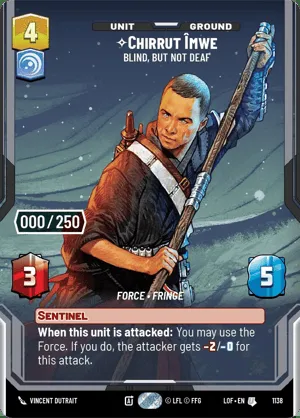 4
UNIT GROUND
✧CHIRRUT ÎMWE
BLIND, BUT NOT DEAF
000/250
3
5
FORCE • FRINGE
SENTINEL
When this unit is attacked: You may use the
Force. If you do, the attacker gets -2/-0 for
this attack.
VINCENT DUTRAIT © LFL © FFG LOF • EN 1138